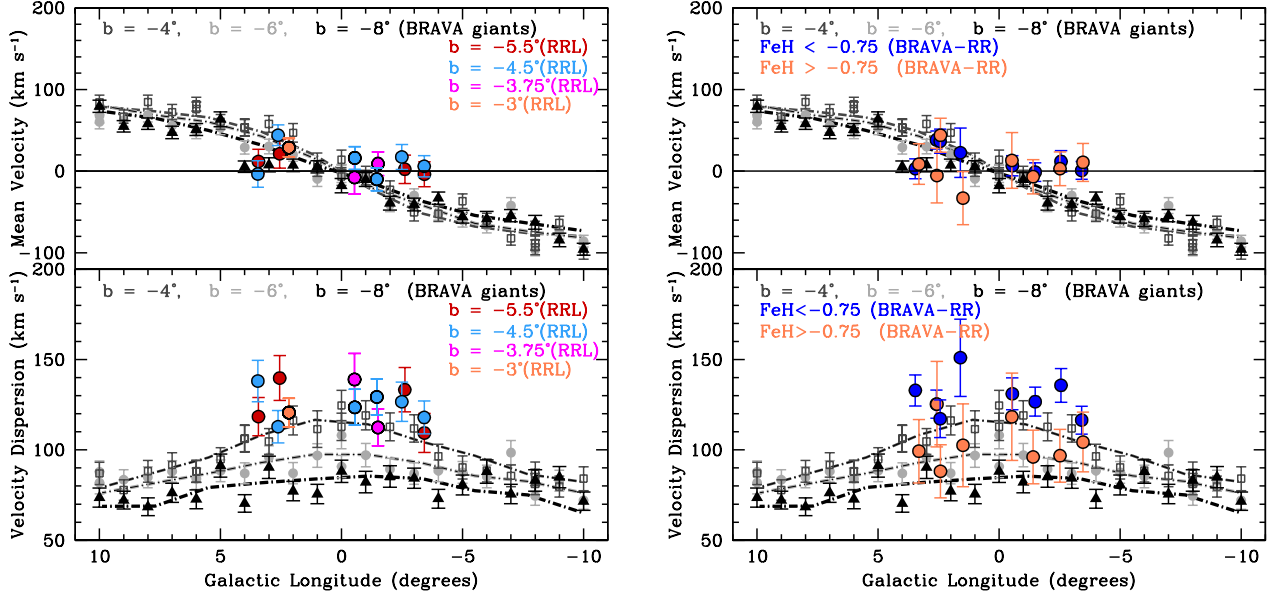 200
b = −4°, b = −6°, b = −8° (BRAVA giants)
b = −5.5°(RRL)
b = −4.5°(RRL)
b = −3.75°(RRL)
b = −3°(RRL)
100
0
100
Mean Velocity (km s⁻¹)
200
b = −4°, b = −6°, b = −8° (BRAVA giants)
FeH < −0.75 (BRAVA−RR)
FeH > −0.75 (BRAVA−RR)
100
0
100
Mean Velocity (km s⁻¹)
200
b = −4°, b = −6°, b = −8° (BRAVA giants)
b = −5.5°(RRL)
b = −4.5°(RRL)
b = −3.75°(RRL)
b = −3°(RRL)
150
100
50
Velocity Dispersion (km s⁻¹)
10 5 0 −5 −10
Galactic Longitude (degrees)
200
b = −4°, b = −6°, b = −8° (BRAVA giants)
FeH<−0.75 (BRAVA−RR)
FeH>−0.75 (BRAVA−RR)
150
100
50
Velocity Dispersion (km s⁻¹)
10 5 0 −5 −10
Galactic Longitude (degrees)